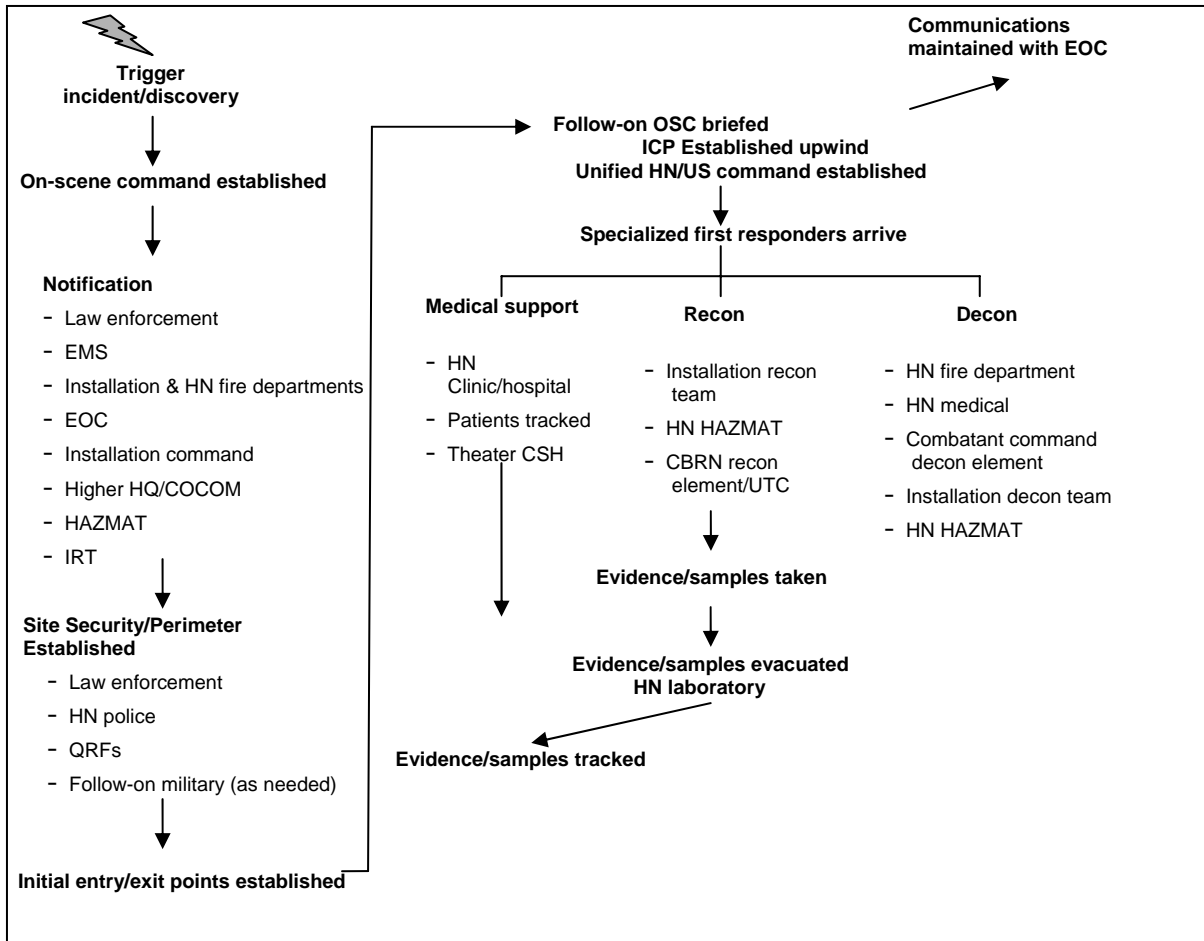 Trigger
incident/discovery
On-scene command established
Notification
- Law enforcement
- EMS
- Installation & HN fire departments
- EOC
- Installation command
- Higher HQ/COCOM
- HAZMAT
- IRT
Site Security/Perimeter
Established
- Law enforcement
- HN police
- QRFs
- Follow-on military (as needed)
Initial entry/exit points established
Communications
maintained with EOC
Follow-on OSC briefed
ICP Established upwind
Unified HN/US command established
Specialized first responders arrive
Medical support
- HN
Clinic/hospital
- Patients tracked
- Theater CSH
Recon
- Installation recon
team
- HN HAZMAT
- CBRN recon
element/UTC
Evidence/samples taken
Evidence/samples evacuated
HN laboratory
Evidence/samples tracked
Decon
- HN fire department
- HN medical
- Combatant command
decon element
- Installation decon team
- HN HAZMAT